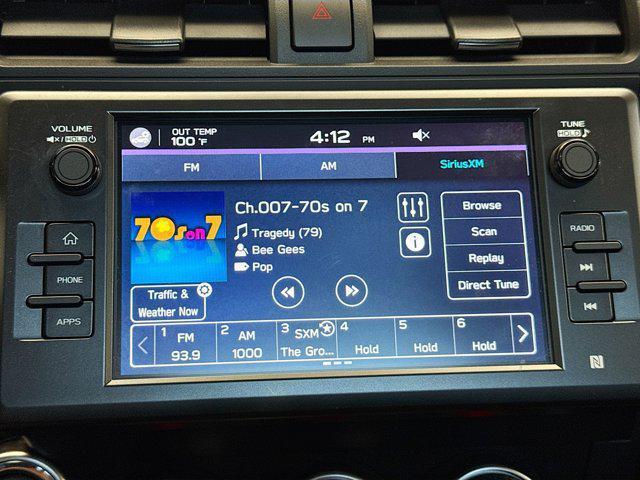 VOLUME
HOLD
OUT TEMP
100 °F
4:12 PM
TUNE
HOLD
FM
AM
SiriusXM
70s on 7
Ch.007-70s on 7
Tragedy (79)
Bee Gees
Pop
Browse
Scan
Replay
Direct Tune
Traffic &
Weather Now
1 FM
93.9
2 AM
1000
3 SXM
The Gro...
4
Hold
5
Hold
6
Hold
PHONE
APPS
RADIO